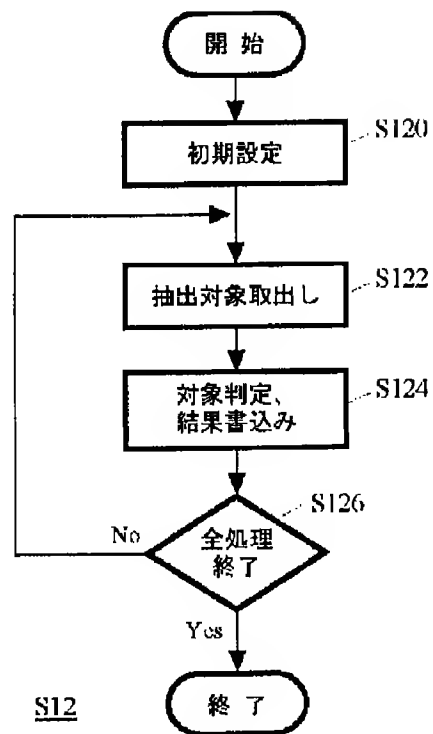 開 始
初期設定
S120
抽出対象取出し
S122
対象判定、
結果書込み
S124
全処理
終了
S126
No
Yes
終 了
S12